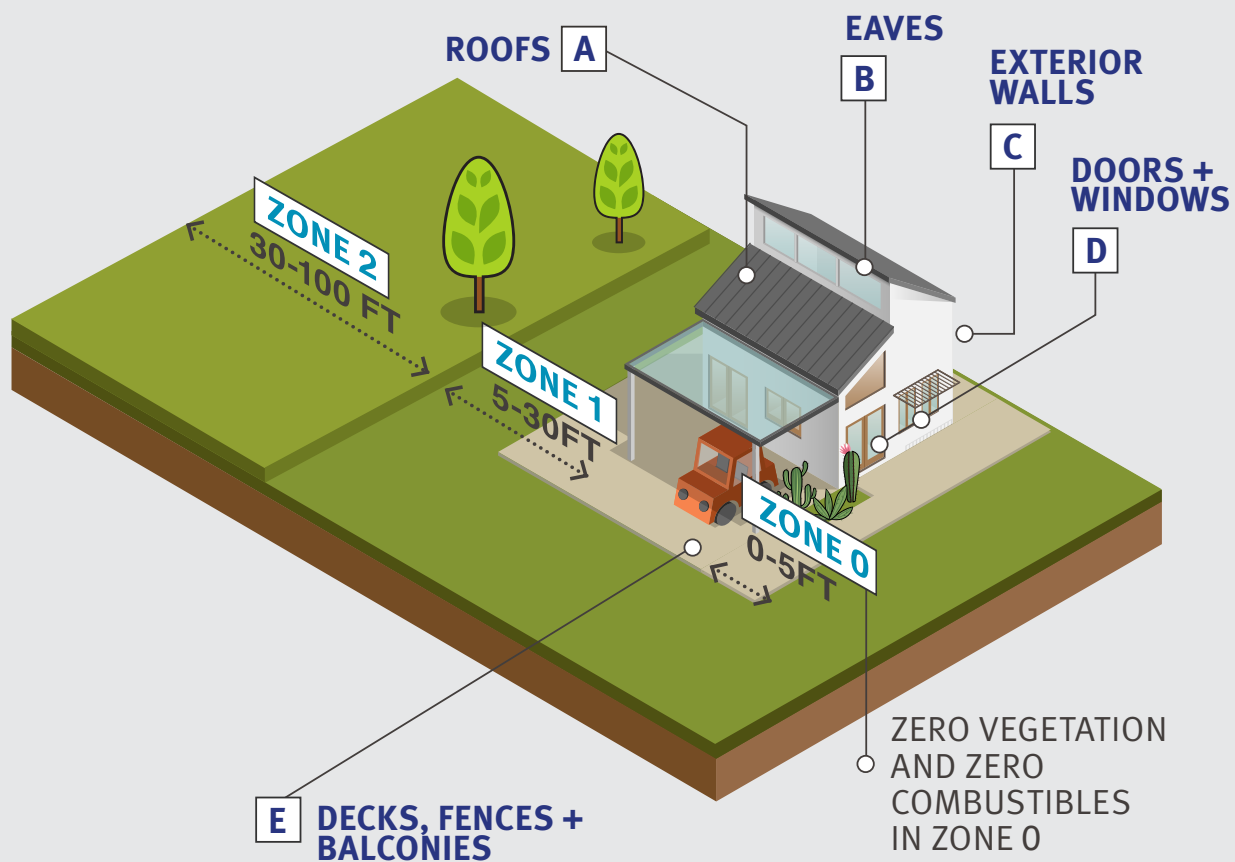 ROOFS A
EAVES
B
EXTERIOR
WALLS
C
DOORS +
WINDOWS
D
ZONE 2
30-100 FT
ZONE 1
5-30FT
ZONE 0
0-5FT
ZERO VEGETATION
AND ZERO
COMBUSTIBLES
IN ZONE 0
E DECKS, FENCES +
BALCONIES